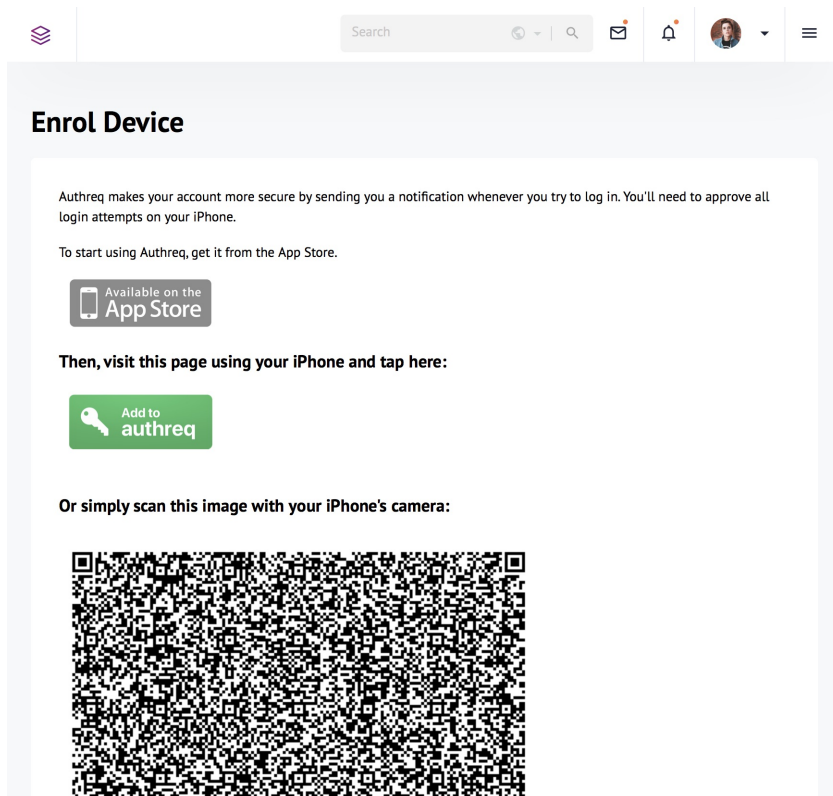 Search
Enrol Device
Authreq makes your account more secure by sending you a notification whenever you try to log in. You'll need to approve all
login attempts on your iPhone.
To start using Authreq, get it from the App Store.
Available on the
App Store
Then, visit this page using your iPhone and tap here:
Add to
authreq
Or simply scan this image with your iPhone's camera: